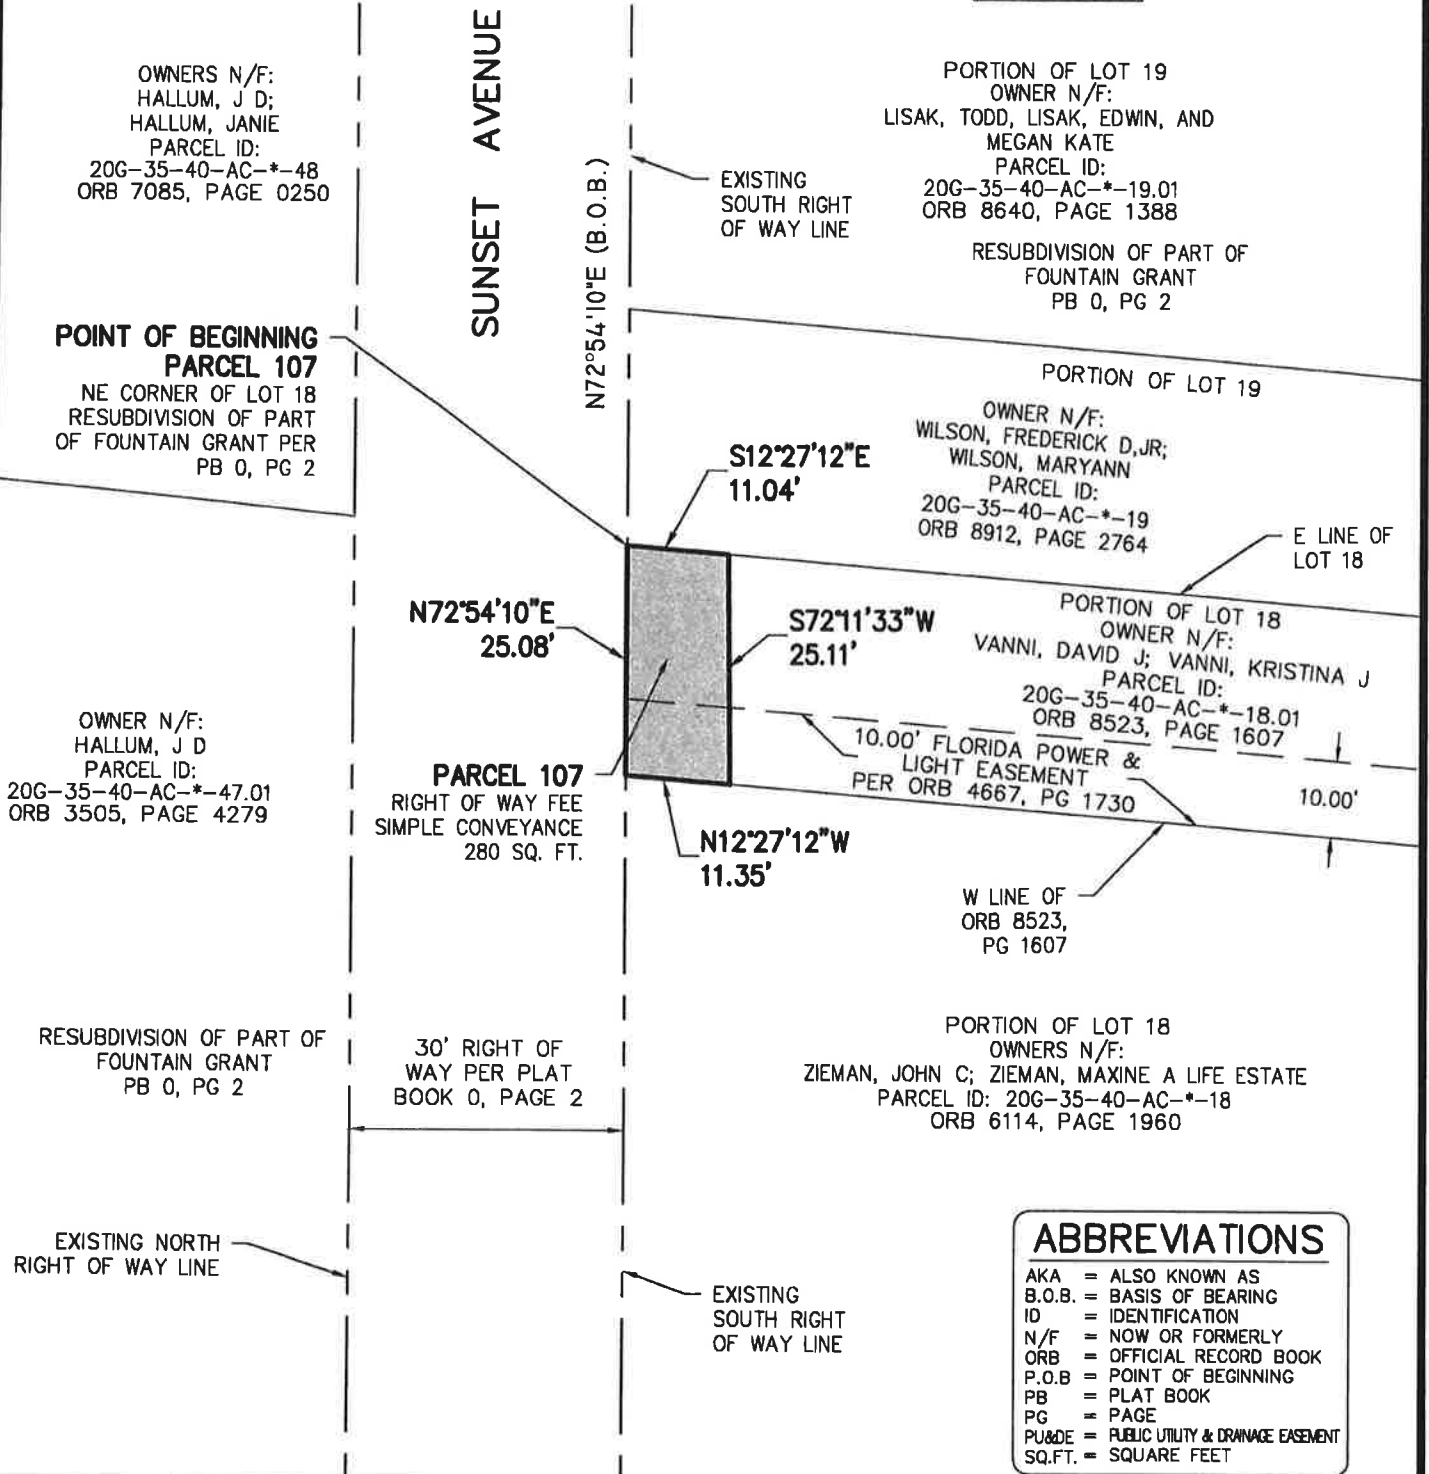 OWNERS N/F:
HALLUM, J D;
HALLUM, JANIE
PARCEL ID:
20G-35-40-AC-*-48
ORB 7085, PAGE 0250
SUNSET AVENUE
N72°54'10"E (B.O.B.)
EXISTING
SOUTH RIGHT
OF WAY LINE
PORTION OF LOT 19
OWNER N/F:
LISAK, TODD, LISAK, EDWIN, AND
MEGAN KATE
PARCEL ID:
20G-35-40-AC-*-19.01
ORB 8640, PAGE 1388
RESUBDIVISION OF PART OF
FOUNTAIN GRANT
PB 0, PG 2
POINT OF BEGINNING
PARCEL 107
NE CORNER OF LOT 18
RESUBDIVISION OF PART
OF FOUNTAIN GRANT PER
PB 0, PG 2
PORTION OF LOT 19
OWNER N/F:
WILSON, FREDERICK D,JR;
WILSON, MARYANN
PARCEL ID:
20G-35-40-AC-*-19
ORB 8912, PAGE 2764
S12°27'12"E
11.04'
E LINE OF
LOT 18
N72°54'10"E
25.08'
S72°11'33"W
25.11'
PORTION OF LOT 18
OWNER N/F:
VANNI, DAVID J; VANNI, KRISTINA J
PARCEL ID:
20G-35-40-AC-*-18.01
ORB 8523, PAGE 1607
10.00' FLORIDA POWER &
LIGHT EASEMENT
PER ORB 4667, PG 1730
10.00'
OWNER N/F:
HALLUM, J D
PARCEL ID:
20G-35-40-AC-*-47.01
ORB 3505, PAGE 4279
PARCEL 107
RIGHT OF WAY FEE
SIMPLE CONVEYANCE
280 SQ. FT.
N12°27'12"W
11.35'
W LINE OF
ORB 8523,
PG 1607
RESUBDIVISION OF PART OF
FOUNTAIN GRANT
PB 0, PG 2
30' RIGHT OF
WAY PER PLAT
BOOK 0, PAGE 2
PORTION OF LOT 18
OWNERS N/F:
ZIEMAN, JOHN C; ZIEMAN, MAXINE A LIFE ESTATE
PARCEL ID: 20G-35-40-AC-*-18
ORB 6114, PAGE 1960
EXISTING NORTH
RIGHT OF WAY LINE
EXISTING
SOUTH RIGHT
OF WAY LINE
ABBREVIATIONS
AKA = ALSO KNOWN AS
B.O.B. = BASIS OF BEARING
ID = IDENTIFICATION
N/F = NOW OR FORMERLY
ORB = OFFICIAL RECORD BOOK
P.O.B = POINT OF BEGINNING
PB = PLAT BOOK
PG = PAGE
PU&DE = PUBLIC UTILITY & DRAINAGE EASEMENT
SQ.FT. = SQUARE FEET